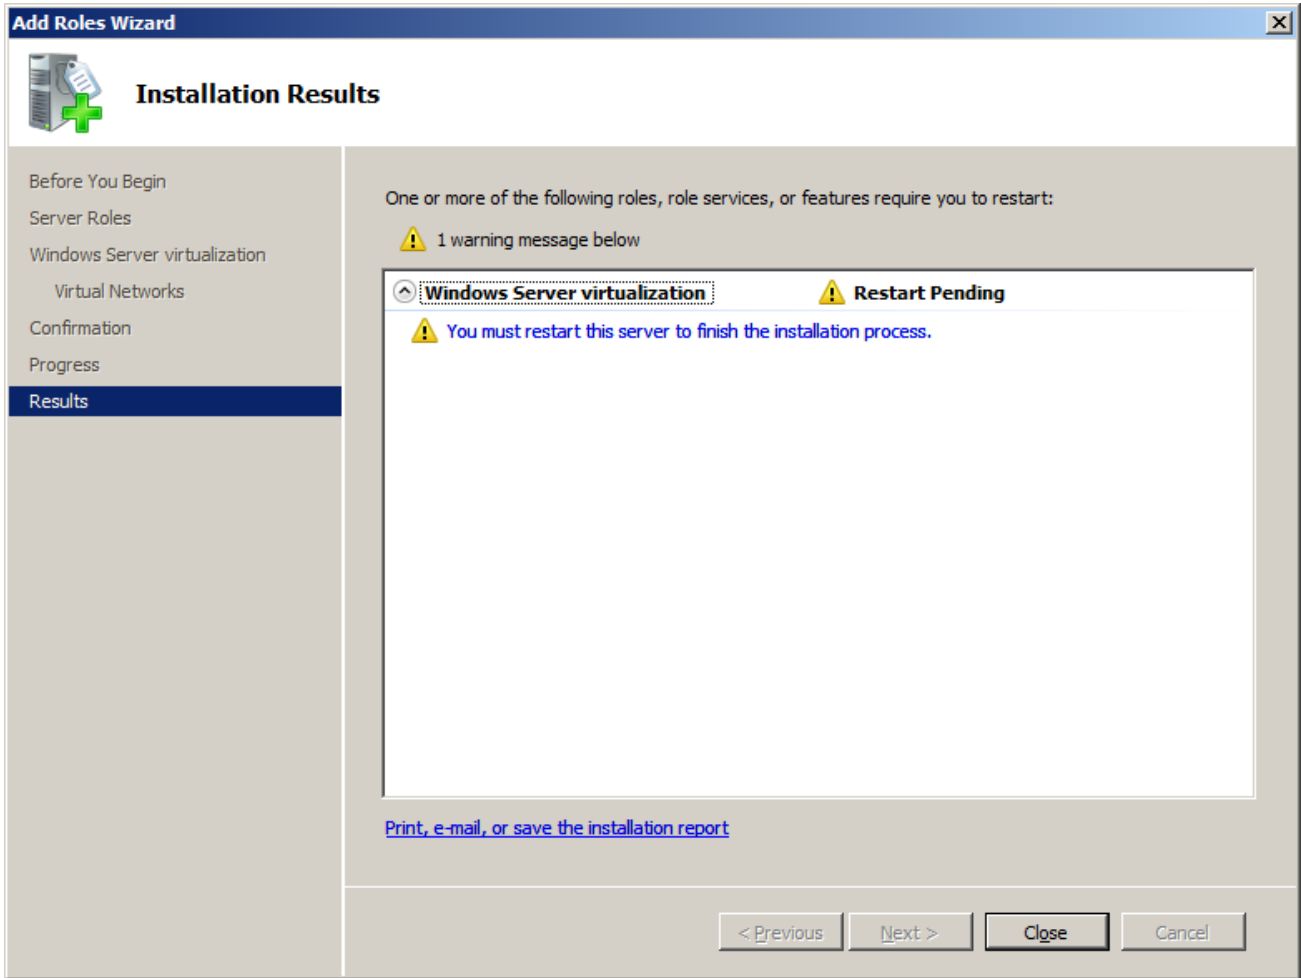 Add Roles Wizard
Installation Results
Before You Begin
Server Roles
Windows Server virtualization
Virtual Networks
Confirmation
Progress
Results
One or more of the following roles, role services, or features require you to restart:
1 warning message below
Windows Server virtualization Restart Pending
You must restart this server to finish the installation process.
Print, e-mail, or save the installation report
< Previous Next > Close Cancel